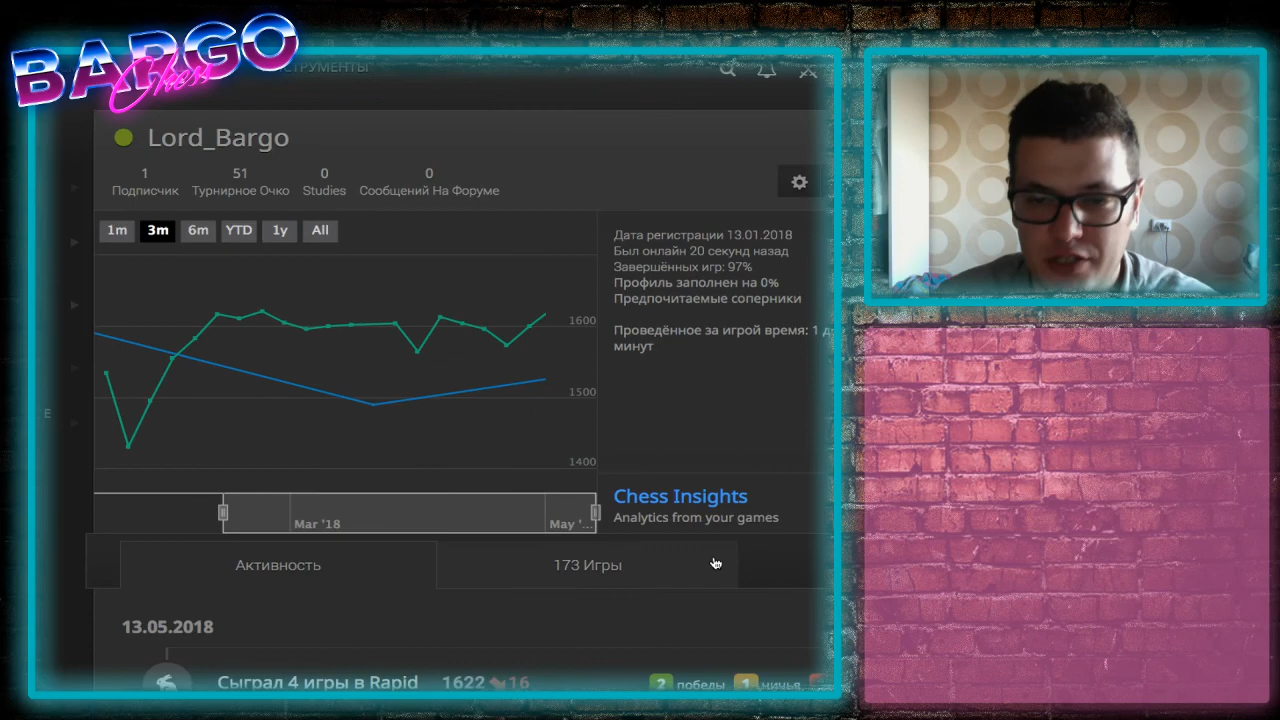 BARGO
Chess
СТРУМЕНТЫ
Lord_Bargo
1 51 0 0
Подписчик Турнирное Очко Studies Сообщений На Форуме
1m 3m 6m YTD 1y All
Дата регистрации 13.01.2018
Был онлайн 20 секунд назад
Завершённых игр: 97%
Профиль заполнен на 0%
Предпочитаемые соперники
Проведённое за игрой время: 1 д
минут
1600
1500
1400
E
Mar '18 May '...
Chess Insights
Analytics from your games
Активность 173 Игры
13.05.2018
Сыграл 4 игры в Rapid 1622 16 2 победы 1 ничья